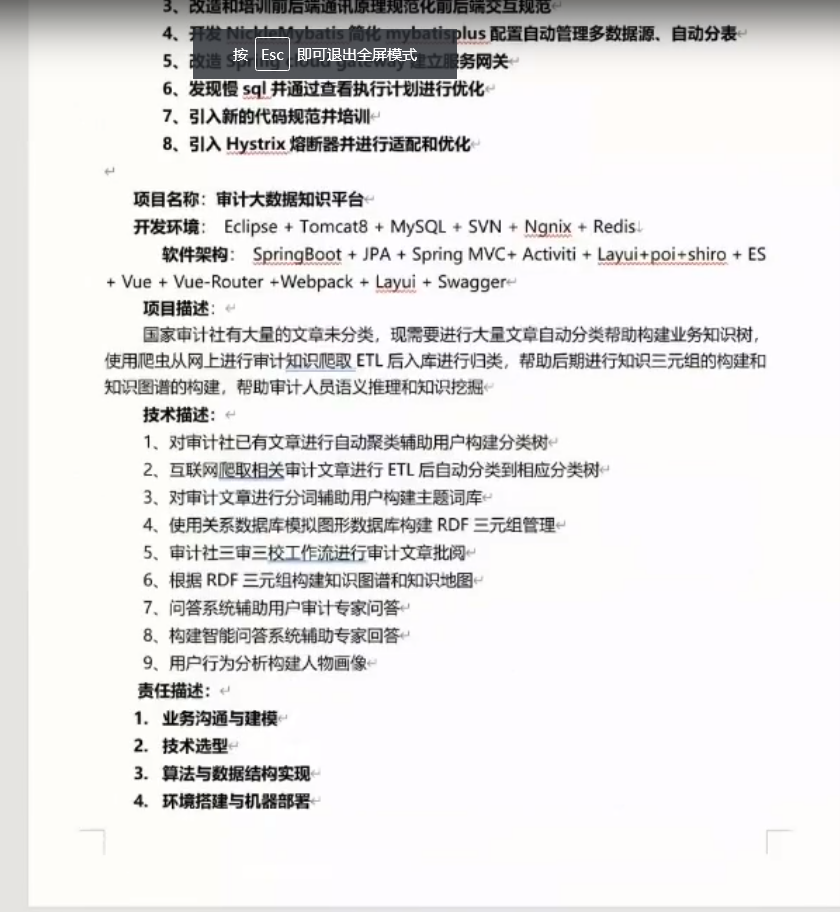 3、改造和培训前后端通讯原理规范化前后端交互规范
4、开发 NickleMybatis 简化 mybatisplus 配置自动管理多数据源、自动分表
5、改造 Spring cloud gateway 建立服务网关
按 Esc 即可退出全屏模式
6、发现慢 sql 并通过查看执行计划进行优化
7、引入新的代码规范并培训
8、引入 Hystrix 熔断器并进行适配和优化
项目名称：审计大数据知识平台
开发环境： Eclipse + Tomcat8 + MySQL + SVN + Ngnix + Redis
软件架构： SpringBoot + JPA + Spring MVC+ Activiti + Layui+poi+shiro + ES
+ Vue + Vue-Router +Webpack + Layui + Swagger
项目描述：
国家审计社有大量的文章未分类，现需要进行大量文章自动分类帮助构建业务知识树，
使用爬虫从网上进行审计知识爬取 ETL 后入库进行归类，帮助后期进行知识三元组的构建和
知识图谱的构建，帮助审计人员语义推理和知识挖掘
技术描述：
1、对审计社已有文章进行自动聚类辅助用户构建分类树
2、互联网爬取相关审计文章进行 ETL 后自动分类到相应分类树
3、对审计文章进行分词辅助用户构建主题词库
4、使用关系数据库模拟图形数据库构建 RDF 三元组管理
5、审计社三审三校工作流进行审计文章批阅
6、根据 RDF 三元组构建知识图谱和知识地图
7、问答系统辅助用户审计专家问答
8、构建智能问答系统辅助专家回答
9、用户行为分析构建人物画像
责任描述：
1. 业务沟通与建模
2. 技术选型
3. 算法与数据结构实现
4. 环境搭建与机器部署